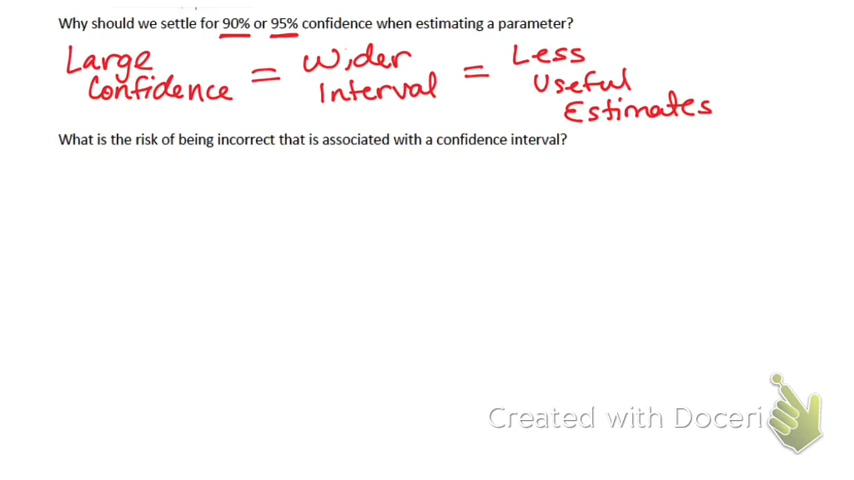 Why should we settle for 90% or 95% confidence when estimating a parameter?
Large Confidence = Wider Interval = Less Useful Estimates
What is the risk of being incorrect that is associated with a confidence interval?
Created with Doceri